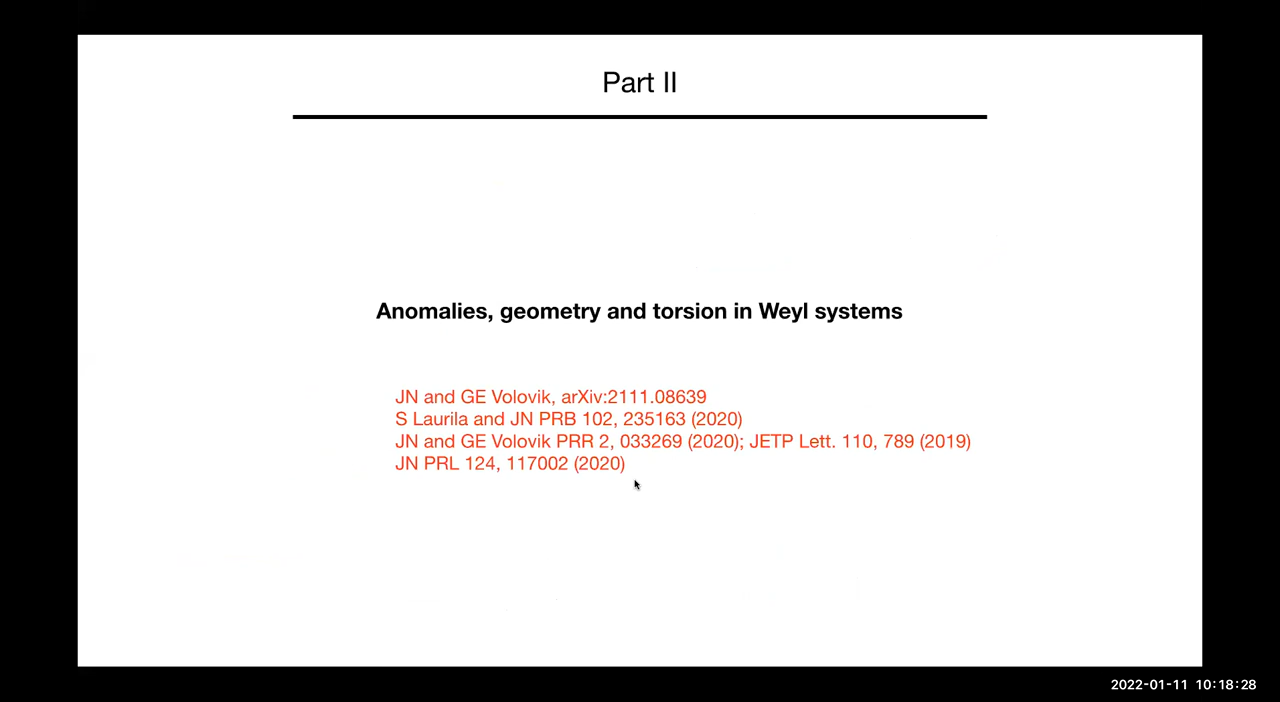 Part II
Anomalies, geometry and torsion in Weyl systems
JN and GE Volovik, arXiv:2111.08639
S Laurila and JN PRB 102, 235163 (2020)
JN and GE Volovik PRR 2, 033269 (2020); JETP Lett. 110, 789 (2019)
JN PRL 124, 117002 (2020)
2022-01-11 10:18:28